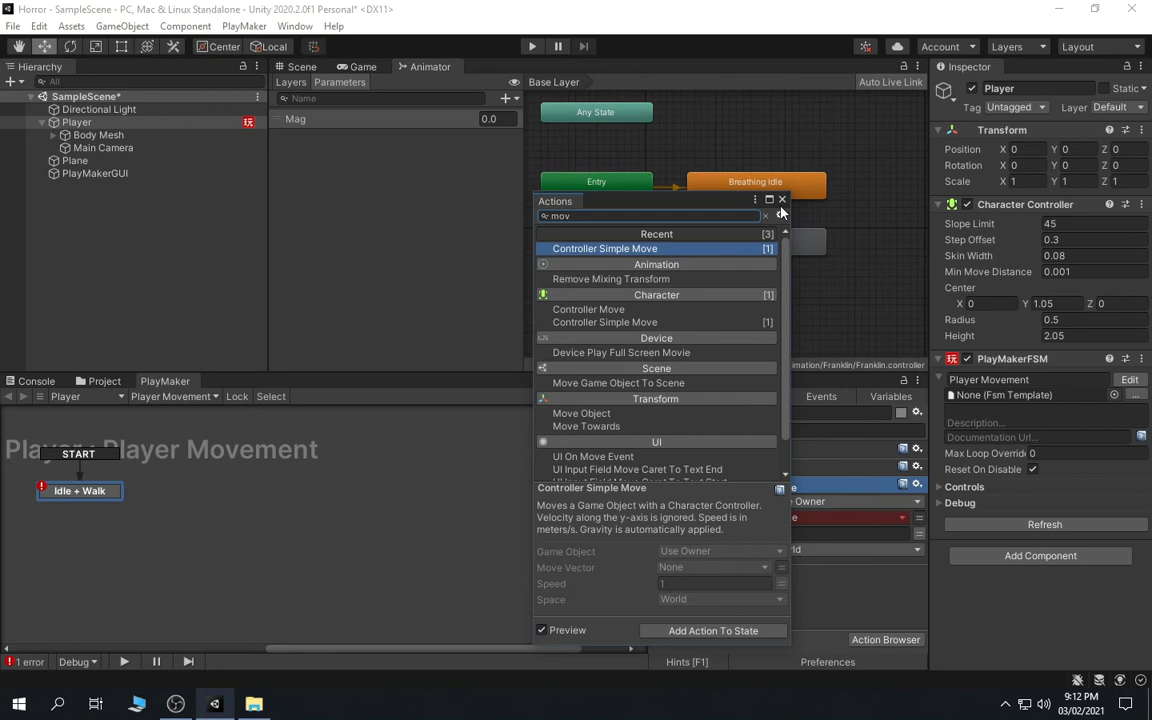 Horror - SampleScene - PC, Mac & Linux Standalone - Unity 2020.2.0f1 Personal* <DX11>
File Edit Assets GameObject Component PlayMaker Window Help
Center Local Account Layers Layout
Hierarchy Scene Game Animator Inspector
All Layers Parameters Base Layer Auto Live Link Player Static
SampleScene* Name Tag Untagged Layer Default
Directional Light Mag 0.0 Any State
Player 玩 Transform
Body Mesh Position X 0 Y 0 Z 0
Main Camera Rotation X 0 Y 0 Z 0
Plane Scale X 1 Y 1 Z 1
PlayMakerGUI Entry Breathing Idle
Character Controller
Slope Limit 45
Step Offset 0.3
Skin Width 0.08
Min Move Distance 0.001
Center
X 0 Y 1.05 Z 0
Radius 0.5
Height 2.05
Actions
mov
Recent [3]
Controller Simple Move [1]
Animation
Remove Mixing Transform
Character [1]
Controller Move
Controller Simple Move [1]
Device
Device Play Full Screen Movie
Scene
Move Game Object To Scene
Transform
Move Object
Move Towards
UI
UI On Move Event
UI Input Field Move Caret To Text End
Controller Simple Move
Moves a Game Object with a Character Controller.
Velocity along the y-axis is ignored. Speed is in
meters/s. Gravity is automatically applied.
Game Object Use Owner
Move Vector None
Speed 1
Space World
Preview Add Action To State
imation/Franklin/Franklin.controller
Console Project PlayMaker
Player Player Movement Lock Select Events Variables
Player : Player Movement
START
Idle + Walk
Owner
Action Browser
1 error Debug Hints [F1] Preferences
玩 PlayMakerFSM
Player Movement Edit
None (Fsm Template) ...
Description...
Documentation Url...
Max Loop Overrid 0
Reset On Disable
Controls
Debug
Refresh
Add Component
9:12 PM
03/02/2021